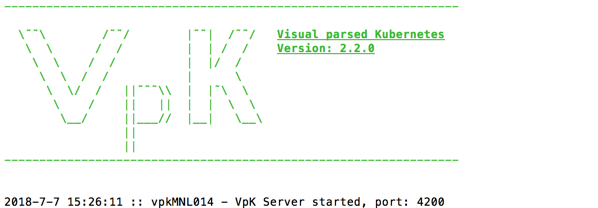 VpK
Visual parsed Kubernetes
Version: 2.2.0
2018-7-7 15:26:11 :: vpkMNL014 - VpK Server started, port: 4200